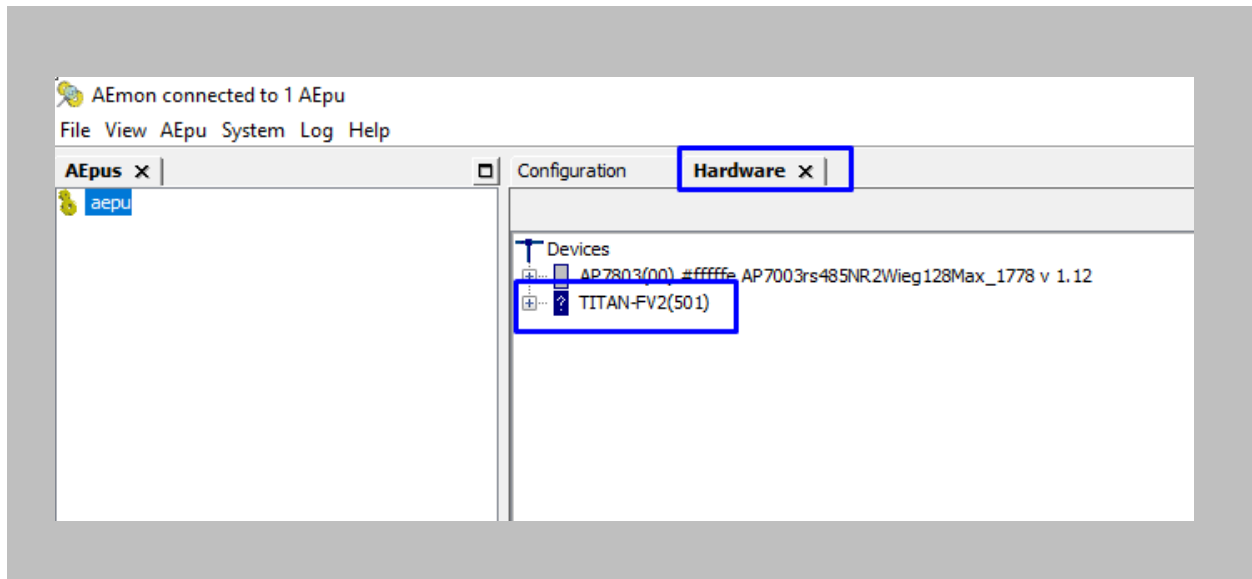 AEmon connected to 1 AEpu
File View AEpu System Log Help
AEpus
Configuration Hardware
aepu
Devices
AP7803(00) #fffffe AP7003rs485NR2Wieg128Max_1778 v 1.12
? TITAN-FV2(501)